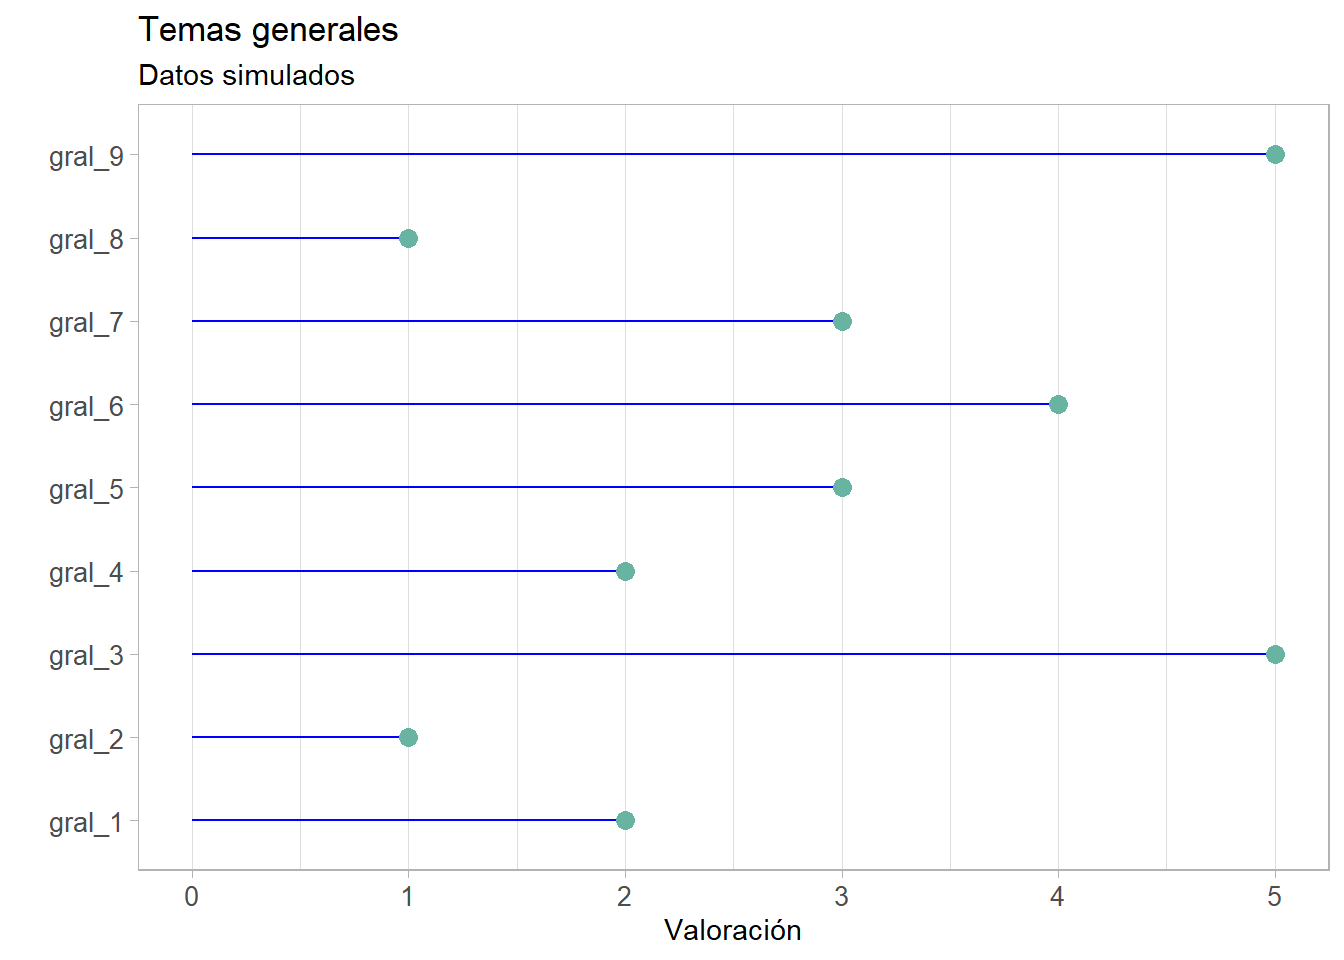 Temas generales
Datos simulados
gral_9
gral_8
gral_7
gral_6
gral_5
gral_4
gral_3
gral_2
gral_1
0 1 2 3 4 5
Valoración